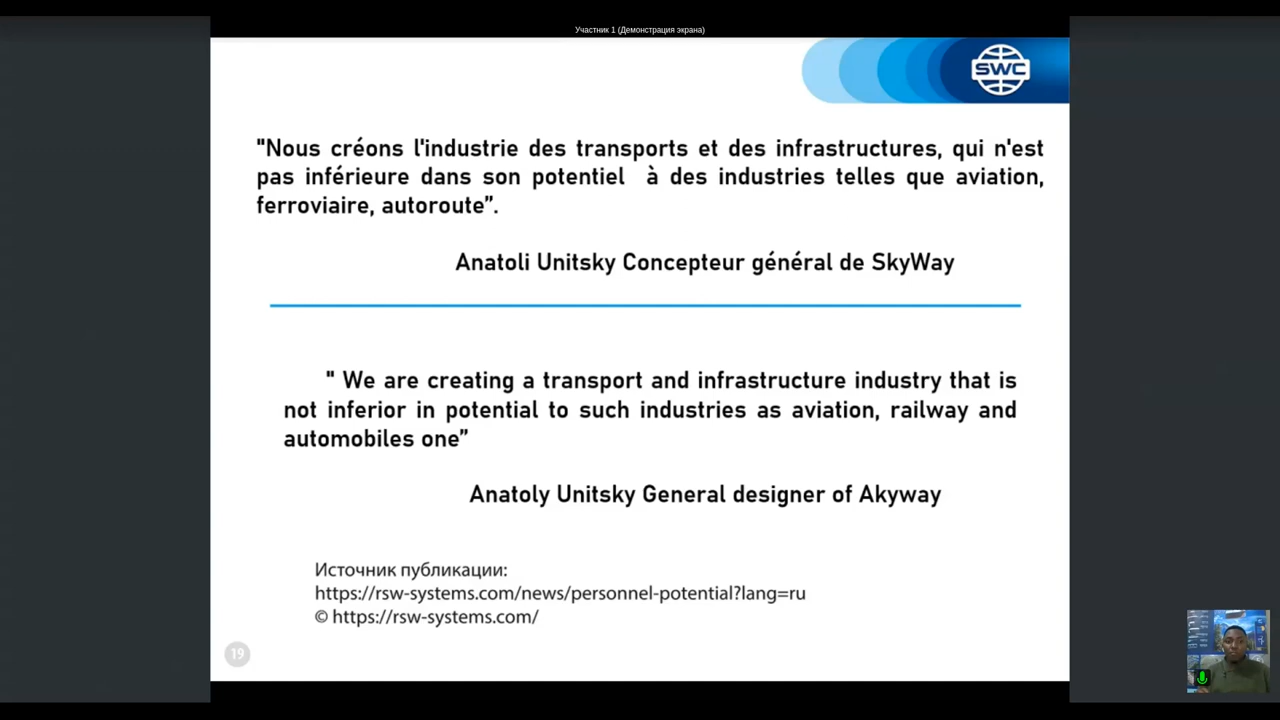 Участник 1 (Демонстрация экрана)
SWC
"Nous créons l'industrie des transports et des infrastructures, qui n'est
pas inférieure dans son potentiel à des industries telles que aviation,
ferroviaire, autoroute”.
Anatoli Unitsky Concepteur général de SkyWay
" We are creating a transport and infrastructure industry that is
not inferior in potential to such industries as aviation, railway and
automobiles one”
Anatoly Unitsky General designer of Akyway
Источник публикации:
https://rsw-systems.com/news/personnel-potential?lang=ru
© https://rsw-systems.com/
19